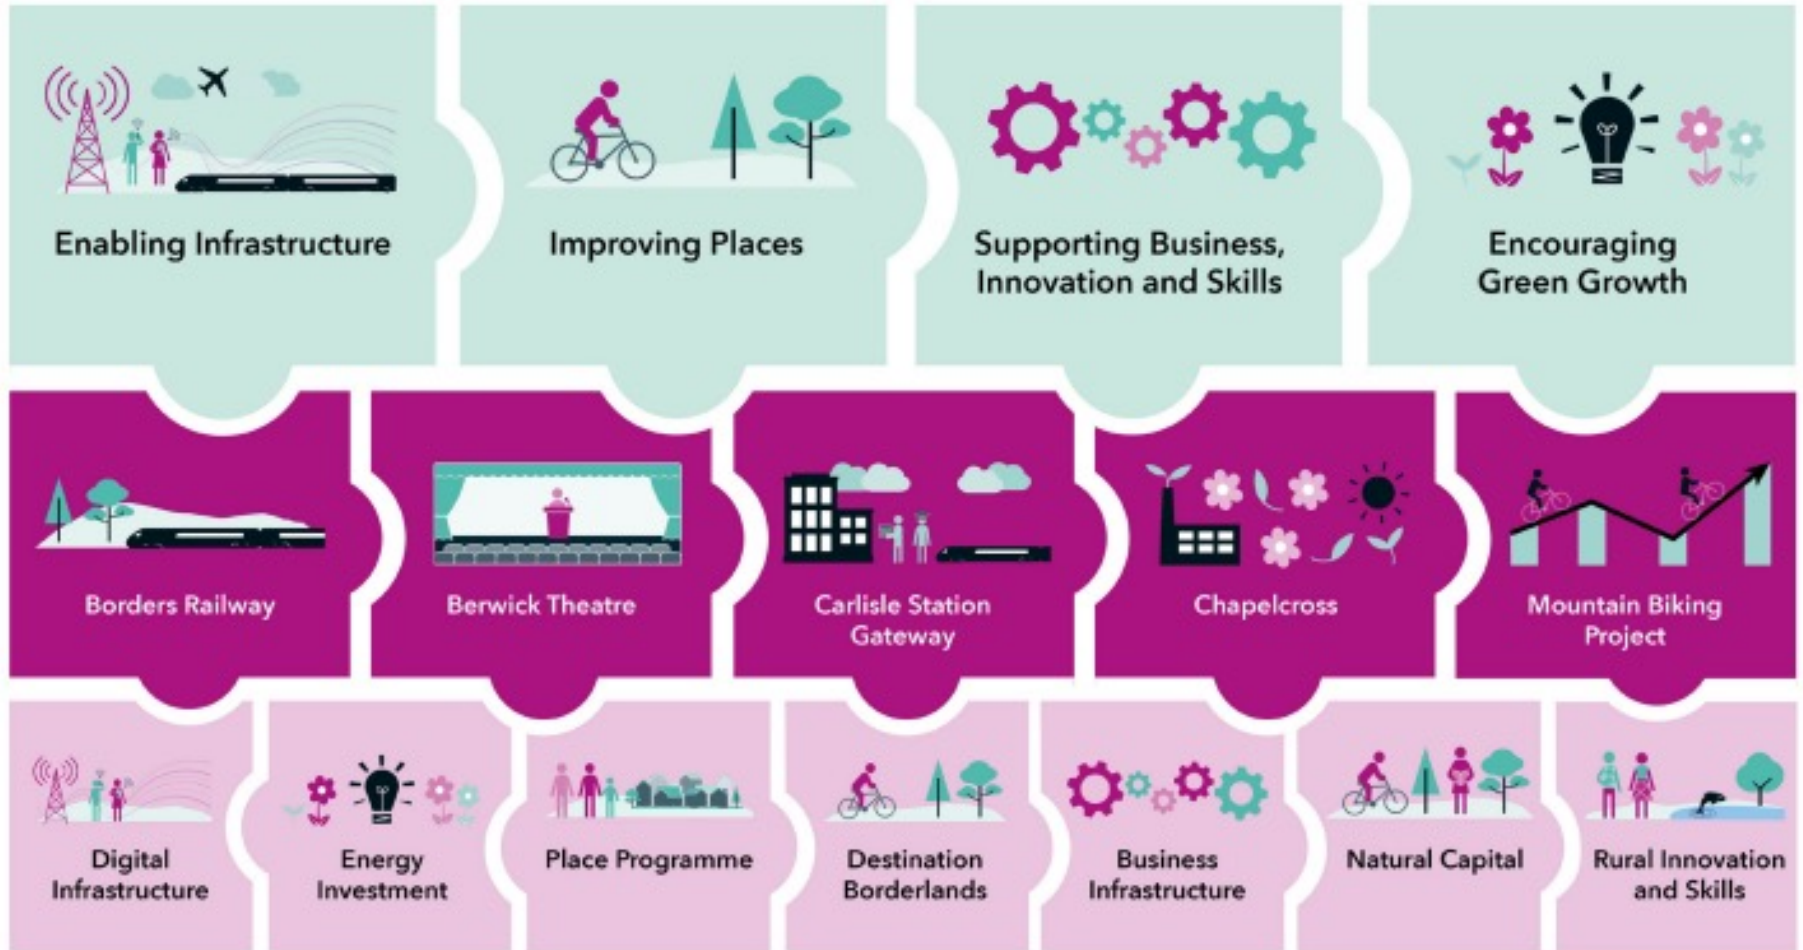 Enabling Infrastructure
Improving Places
Supporting Business,
Innovation and Skills
Encouraging
Green Growth
Borders Railway
Berwick Theatre
Carlisle Station
Gateway
Chapelcross
Mountain Biking
Project
Digital
Infrastructure
Energy
Investment
Place Programme
Destination
Borderlands
Business
Infrastructure
Natural Capital
Rural Innovation
and Skills